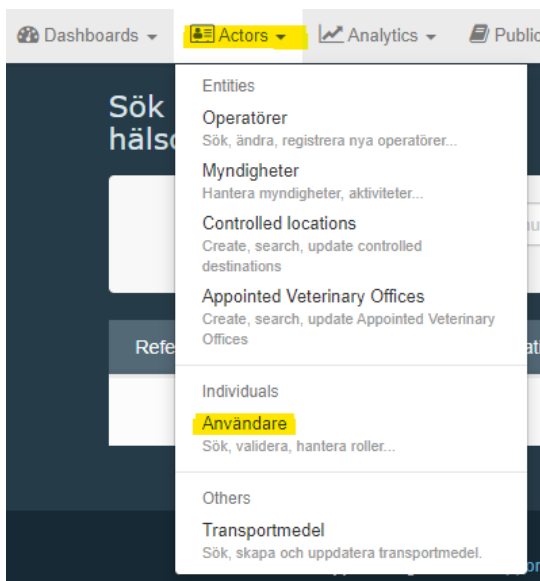 Dashboards Actors Analytics
Sök
Entities
Operatörer
Sök, ändra, registrera nya operatörer...
Myndigheter
Hantera myndigheter, aktiviteter...
Controlled locations
Create, search, update controlled
destinations
Appointed Veterinary Offices
Create, search, update Appointed Veterinary
Offices
Individuals
Användare
Sök, validera, hantera roller...
Others
Transportmedel
Sök, skapa och uppdatera transportmedel.